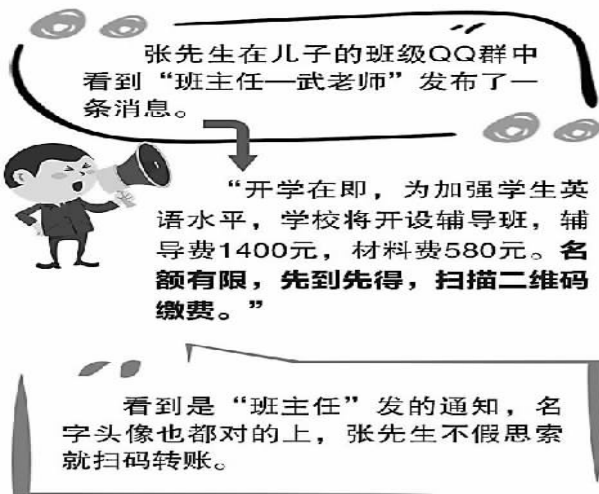 张先生在儿子的班级QQ群中
看到“班主任—武老师”发布了一
条消息。
“开学在即，为加强学生英
语水平，学校将开设辅导班，辅
导费1400元，材料费580元。名
额有限，先到先得，扫描二维码
缴费。”
看到是“班主任”发的通知，名
字头像也都对的上，张先生不假思索
就扫码转账。